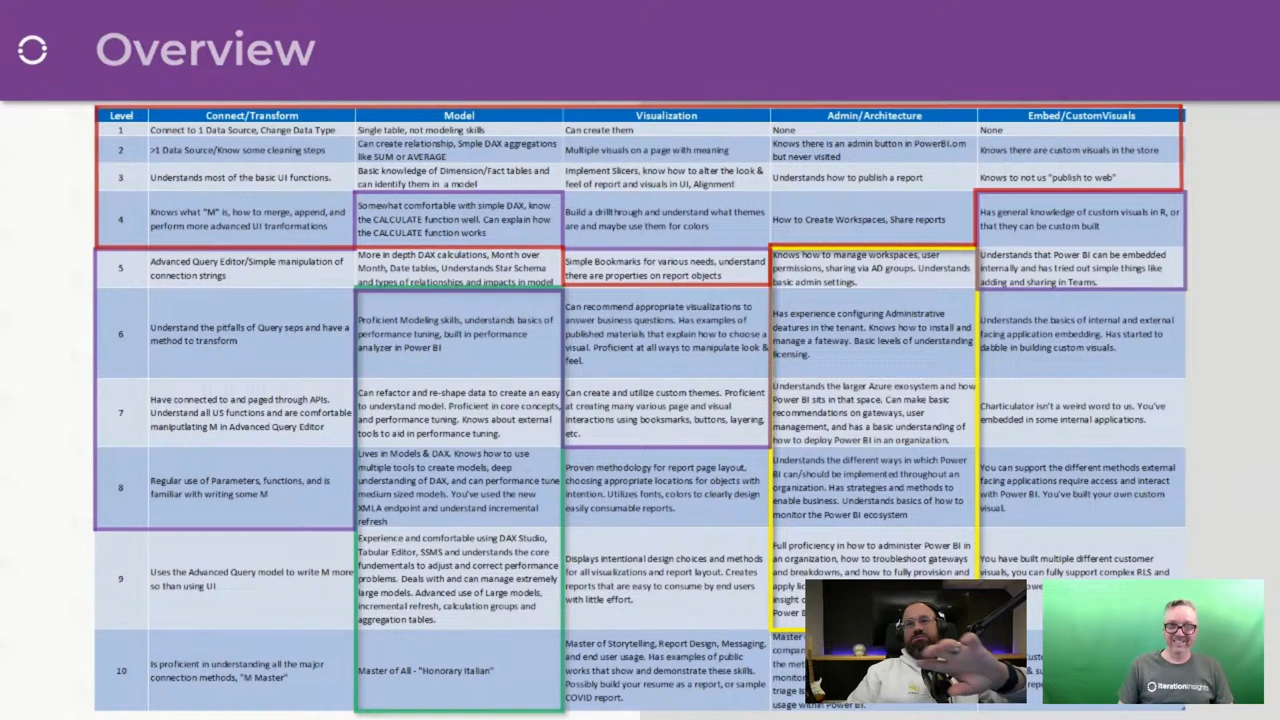 Overview
Level Connect/Transform Model Visualization Admin/Architecture Embed/CustomVisuals
1
Connect to 1 Data Source, Change Data Type
Single table, not modeling skills
Can create them
None
None
2
>1 Data Source/Know some cleaning steps
Can create relationship, Smple DAX aggregations
like SUM or AVERAGE
Multiple visuals on a page with meaning
Knows there is an admin button in PowerBI.om
but never visited
Knows there are custom visuals in the store
3
Understands most of the basic UI functions.
Basic knowledge of Dimension/Fact tables and
can identify them in a model
Implement Slicers, know how to alter the look &
feel of report and visuals in UI, Alignment
Understands how to publish a report
Knows to not us "publish to web"
4
Knows what "M" is, how to merge, append, and
perform more advanced UI tranformations
Somewhat comfortable with simple DAX, know
the CALCULATE function well. Can explain how
the CALCULATE function works
Build a drillthrough and understand what themes
are and maybe use them for colors
How to Create Workspaces, Share reports
Has general knowledge of custom visuals in R, or
that they can be custom built
5
Advanced Query Editor/Simple manipulation of
connection strings
More in depth DAX calculations, Month over
Month, Date tables, Understands Star Schema
and types of relationships and impacts in model
Simple Bookmarks for various needs, understand
there are properties on report objects
Knows how to manage workspaces, user
permissions, sharing via AD groups. Understands
basic admin settings.
Understands that Power BI can be embedded
internally and has tried out simple things like
adding and sharing in Teams.
6
Understand the pitfalls of Query seps and have a
method to transform
Proficient Modeling skills, understands basics of
performance tuning, built in performance
analyzer in Power BI
Can recommend appropriate visualizations to
answer business questions. Has examples of
published materials that explain how to choose a
visual. Proficient at all ways to manipulate look &
feel.
Has experience configuring Administrative
deatures in the tenant. Knows how to install and
manage a fateway. Basic levels of understanding
licensing.
Understands the basics of internal and external
facing application embedding. Has started to
dabble in building custom visuals.
7
Have connected to and paged through APIs.
Understand all US functions and are comfortable
maniputlating M in Advanced Query Editor
Can refactor and re-shape data to create an easy
to understand model. Proficient in core concepts,
and performance tuning. Knows about external
tools to aid in performance tuning.
Can create and utilize custom themes. Proficient
at creating many various page and visual
interactions using booksmarks, buttons, layering,
etc.
Understands the larger Azure exosystem and how
Power BI sits in that space. Can make basic
recommendations on gateways, user
management, and has a basic understanding of
how to deploy Power BI in an organization.
Charticulator isn't a weird word to us. You've
embedded in some internal applications.
8
Regular use of Parameters, functions, and is
familiar with writing some M
Lives in Models & DAX. Knows how to use
multiple tools to create models, deep
understanding of DAX, and can performance tune
medium sized models. You've used the new
XMLA endpoint and understand incremental
refresh
Proven methodology for report page layout,
choosing appropriate locations for objects with
intention. Utilizes fonts, colors to clearly design
easily consumable reports.
Understands the different ways in which Power
BI can/should be implemented throughout an
organization. Has strategies and methods to
enable business. Understands basics of how to
monitor the Power BI ecosystem
You can support the different methods external
facing applications require access and interact
with Power BI. You've built your own custom
visual.
9
Uses the Advanced Query model to write M more
so than using UI
Experience and comfortable using DAX Studio,
Tabular Editor, SSMS and understands the core
fundementals to adjust and correct performance
problems. Deals with and can manage extremely
large models. Advanced use of Large models,
incremental refresh, calculation groups and
aggregation tables.
Displays Intentional design choices and methods
for all visualizations and report layout. Creates
reports that are easy to consume by end users
with little effort.
Full proficiency in how to administer Power BI in
an organization, how to troubleshoot gateways
and breakdowns, and how to fully provision and
apply
insight
Power B
You have built multiple different customer
visuals, you can fully support complex RLS and
10
Is proficient in understanding all the major
connection methods, "M Master"
Master of All - "Honorary Italian"
Master of Storytelling, Report Design, Messaging,
and end user usage. Has examples of public
works that show and demonstrate these skills.
Possibly build your resume as a report, or sample
COVID report.
Master
the
monitor
triage
usage within Power BI.
IterationInsights